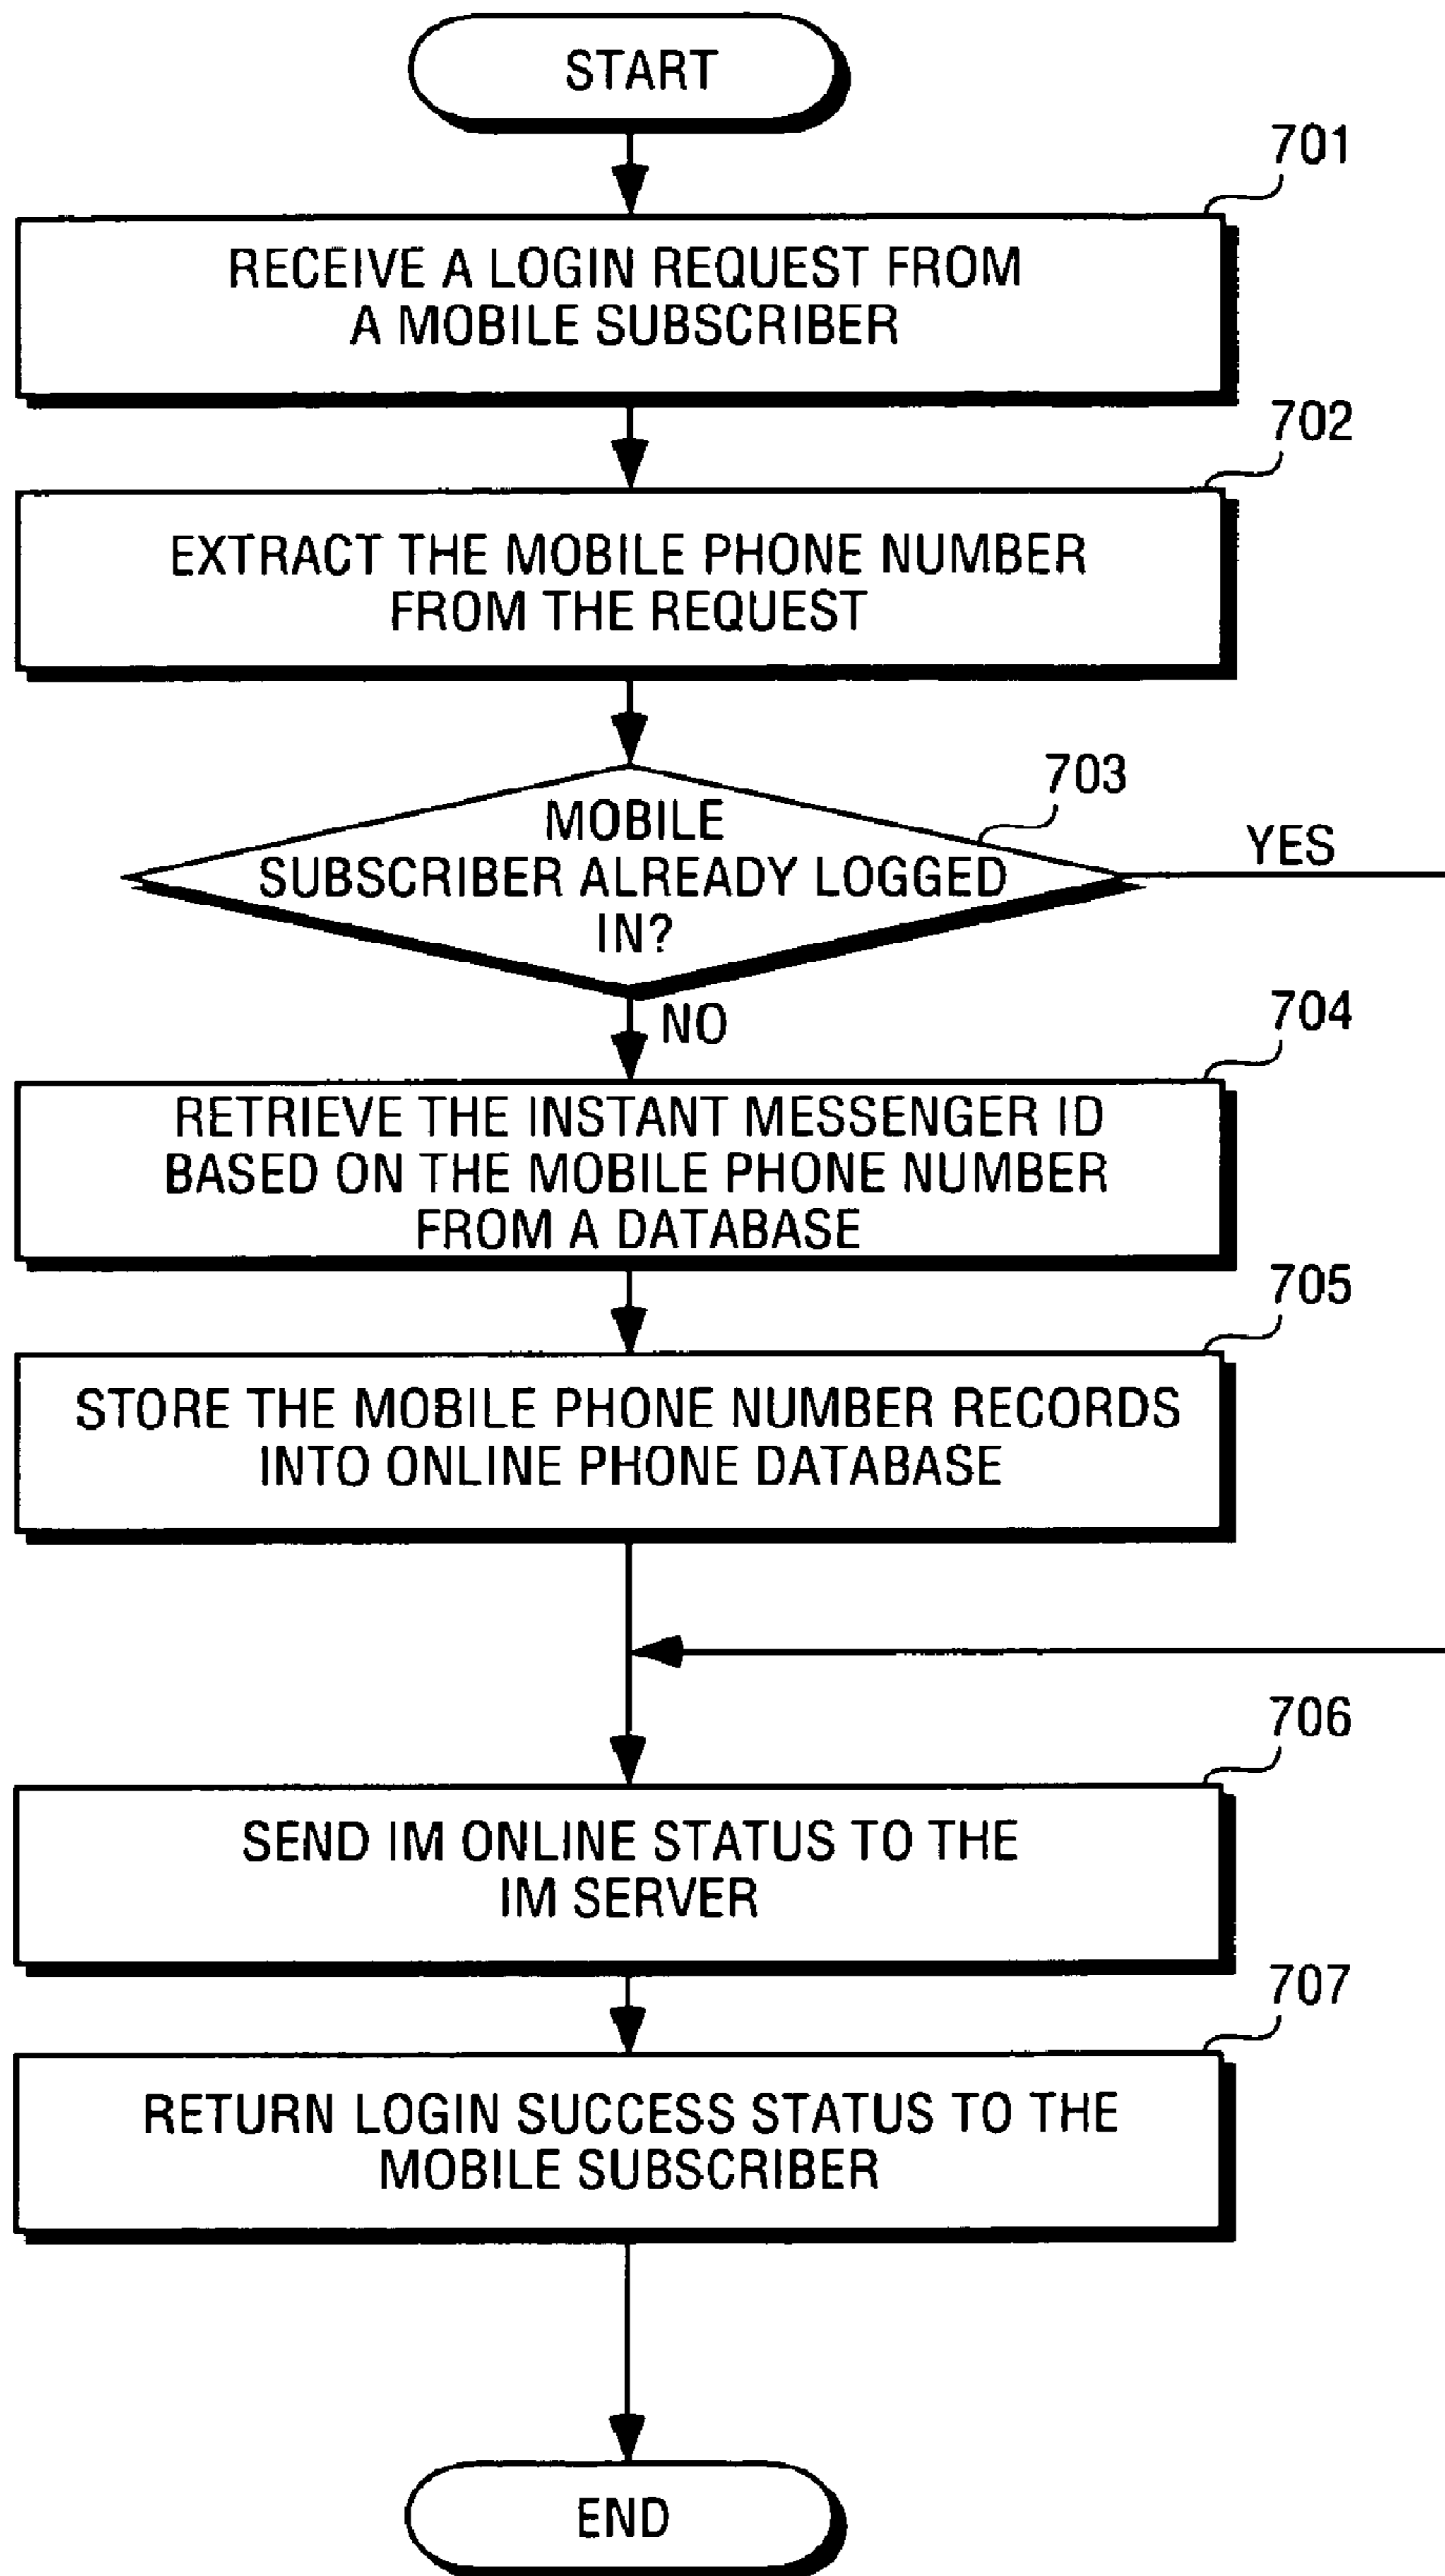 START
701
RECEIVE A LOGIN REQUEST FROM
A MOBILE SUBSCRIBER
702
EXTRACT THE MOBILE PHONE NUMBER
FROM THE REQUEST
703
MOBILE
SUBSCRIBER ALREADY LOGGED
IN?
YES
NO
704
RETRIEVE THE INSTANT MESSENGER ID
BASED ON THE MOBILE PHONE NUMBER
FROM A DATABASE
705
STORE THE MOBILE PHONE NUMBER RECORDS
INTO ONLINE PHONE DATABASE
706
SEND IM ONLINE STATUS TO THE
IM SERVER
707
RETURN LOGIN SUCCESS STATUS TO THE
MOBILE SUBSCRIBER
END